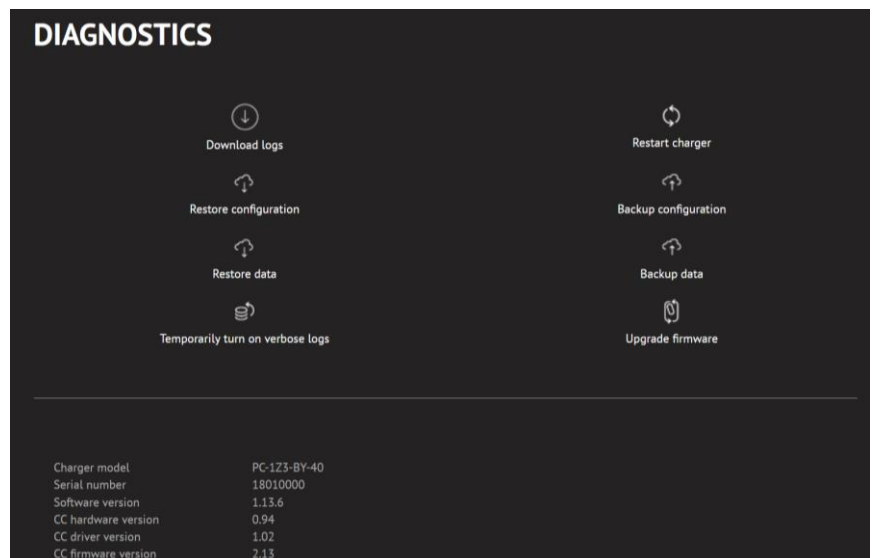 DIAGNOSTICS
Download logs
Restart charger
Restore configuration
Backup configuration
Restore data
Backup data
Temporarily turn on verbose logs
Upgrade firmware
Charger model PC-1Z3-BY-40
Serial number 18010000
Software version 1.13.6
CC hardware version 0.94
CC driver version 1.02
CC firmware version 2.13